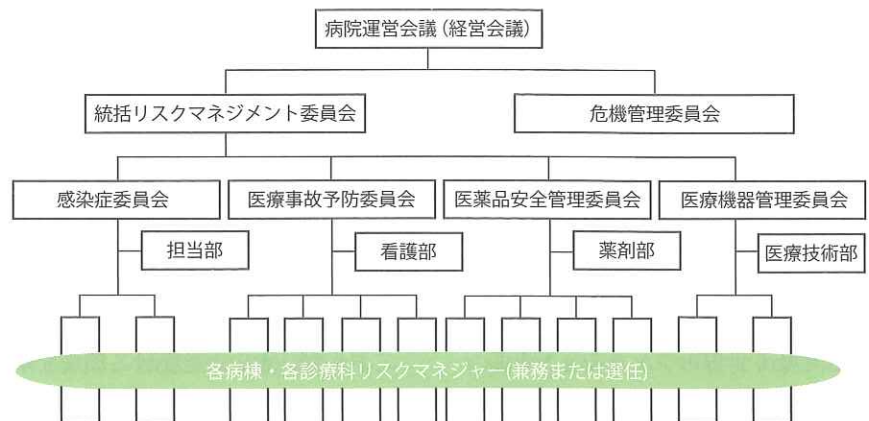 病院運営会議（経営会議）
統括リスクマネジメント委員会
危機管理委員会
感染症委員会
医療事故予防委員会
医薬品安全管理委員会
医療機器管理委員会
担当部
看護部
薬剤部
医療技術部
各病棟・各診療科リスクマネジャー(兼務または選任)